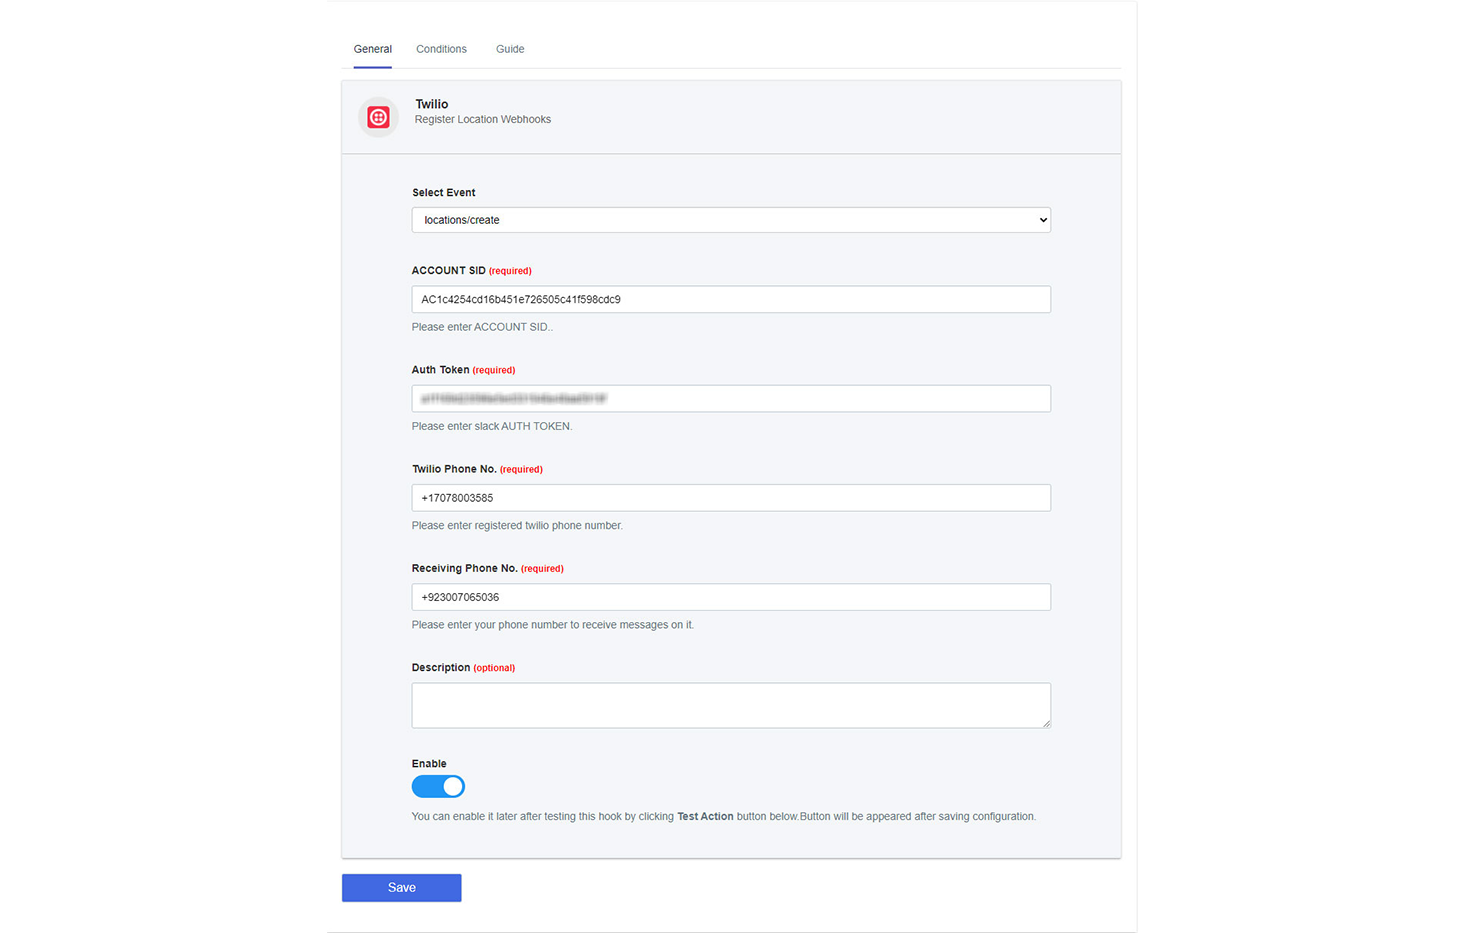 General Conditions Guide
Twilio
Register Location Webhooks
Select Event
locations/create
ACCOUNT SID (required)
AC1c4254cd16b451e726505c41f598cdc9
Please enter ACCOUNT SID..
Auth Token (required)
Please enter slack AUTH TOKEN.
Twilio Phone No. (required)
+17078003585
Please enter registered twilio phone number.
Receiving Phone No. (required)
+923007065036
Please enter your phone number to receive messages on it.
Description (optional)
Enable
You can enable it later after testing this hook by clicking Test Action button below.Button will be appeared after saving configuration.
Save